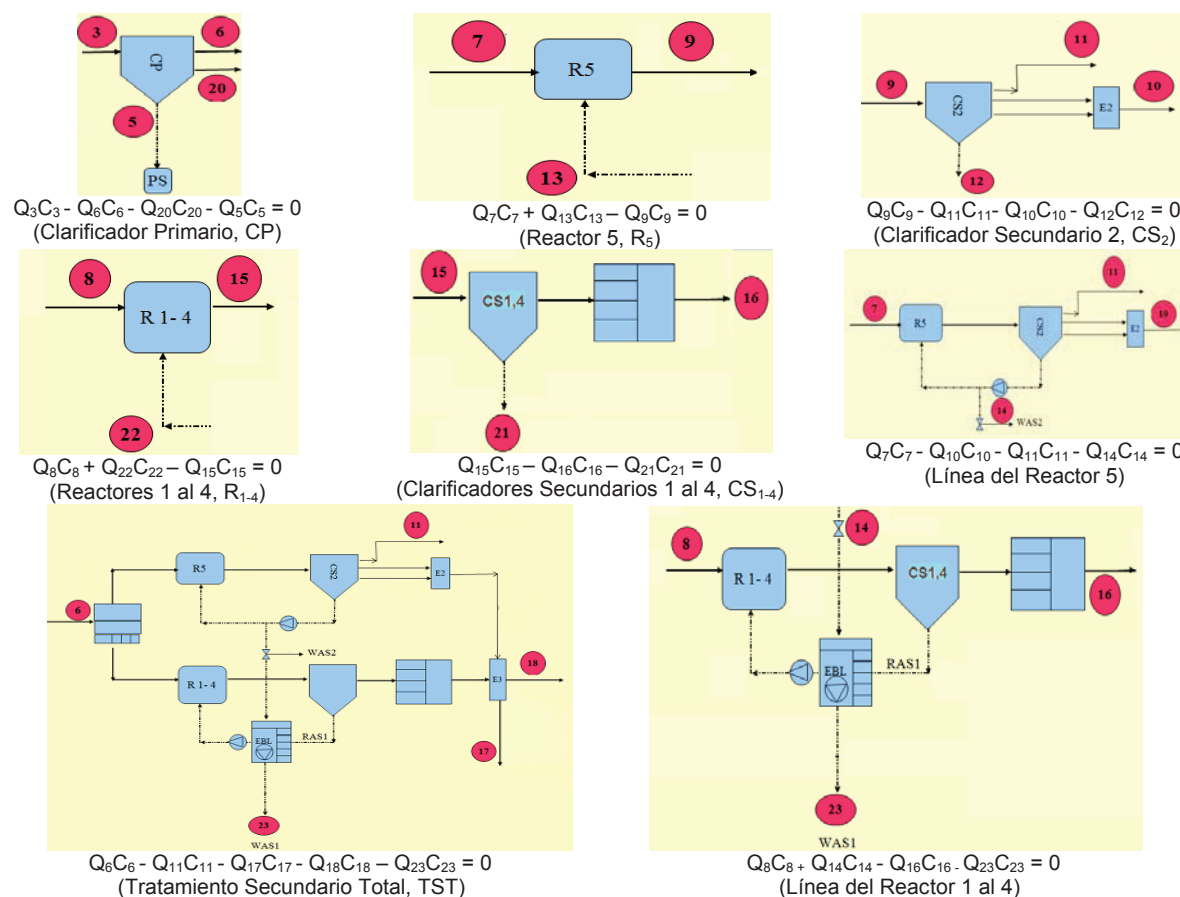 3
6
CP
20
5
PS
Q3C3 - Q6C6 - Q20C20 - Q5C5 = 0
(Clarificador Primario, CP)
7
9
R5
13
Q7C7 + Q13C13 – Q9C9 = 0
(Reactor 5, R5)
11
9
CS2
E2
10
12
Q9C9 - Q11C11 - Q10C10 - Q12C12 = 0
(Clarificador Secundario 2, CS2)
8
15
R 1- 4
22
Q8C8 + Q22C22 – Q15C15 = 0
(Reactores 1 al 4, R1-4)
15
CS1,4
16
21
Q15C15 – Q16C16 – Q21C21 = 0
(Clarificadores Secundarios 1 al 4, CS1-4)
11
7
R5
CS2
E2
10
14
WAS2
Q7C7 - Q10C10 - Q11C11 - Q14C14 = 0
(Línea del Reactor 5)
11
R5
CS2
E2
6
WAS2
18
R 1- 4
E3
EBL
RAS1
17
23
WAS1
Q6C6 - Q11C11 - Q17C17 - Q18C18 – Q23C23 = 0
(Tratamiento Secundario Total, TST)
14
8
R 1- 4
CS1,4
16
EBL
RAS1
23
WAS1
Q8C8 + Q14C14 - Q16C16 - Q23C23 = 0
(Línea del Reactor 1 al 4)